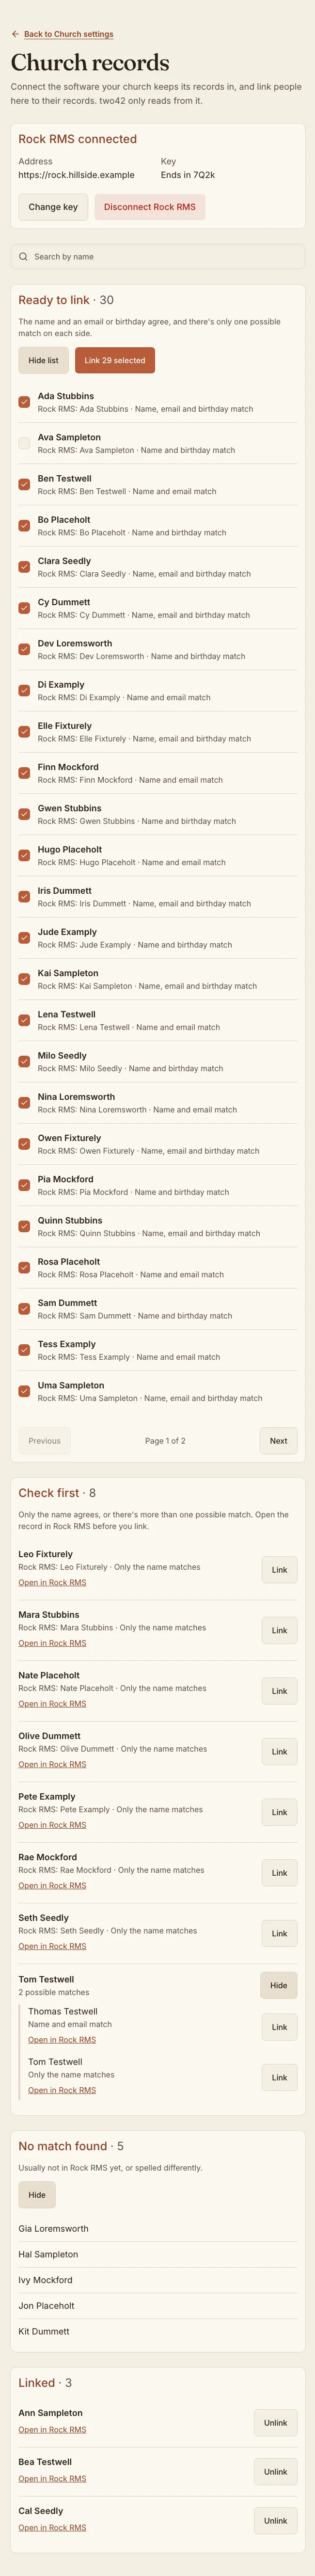 Back to Church settings
Church records
Connect the software your church keeps its records in, and link people
here to their records. two42 only reads from it.
Rock RMS connected
Address
https://rock.hillside.example
Key
Ends in 7Q2k
Change key
Disconnect Rock RMS
Search by name
Ready to link · 30
The name and an email or birthday agree, and there's only one possible
match on each side.
Hide list
Link 29 selected
Ada Stubbins
Rock RMS: Ada Stubbins · Name, email and birthday match
Ava Sampleton
Rock RMS: Ava Sampleton · Name and birthday match
Ben Testwell
Rock RMS: Ben Testwell · Name and email match
Bo Placeholt
Rock RMS: Bo Placeholt · Name and birthday match
Clara Seedly
Rock RMS: Clara Seedly · Name, email and birthday match
Cy Dummett
Rock RMS: Cy Dummett · Name, email and birthday match
Dev Loremsworth
Rock RMS: Dev Loremsworth · Name and birthday match
Di Examply
Rock RMS: Di Examply · Name and email match
Elle Fixturely
Rock RMS: Elle Fixturely · Name, email and birthday match
Finn Mockford
Rock RMS: Finn Mockford · Name and email match
Gwen Stubbins
Rock RMS: Gwen Stubbins · Name and birthday match
Hugo Placeholt
Rock RMS: Hugo Placeholt · Name and email match
Iris Dummett
Rock RMS: Iris Dummett · Name, email and birthday match
Jude Examply
Rock RMS: Jude Examply · Name and birthday match
Kai Sampleton
Rock RMS: Kai Sampleton · Name, email and birthday match
Lena Testwell
Rock RMS: Lena Testwell · Name and email match
Milo Seedly
Rock RMS: Milo Seedly · Name and birthday match
Nina Loremsworth
Rock RMS: Nina Loremsworth · Name and email match
Owen Fixturely
Rock RMS: Owen Fixturely · Name, email and birthday match
Pia Mockford
Rock RMS: Pia Mockford · Name and birthday match
Quinn Stubbins
Rock RMS: Quinn Stubbins · Name, email and birthday match
Rosa Placeholt
Rock RMS: Rosa Placeholt · Name and email match
Sam Dummett
Rock RMS: Sam Dummett · Name and birthday match
Tess Examply
Rock RMS: Tess Examply · Name and email match
Uma Sampleton
Rock RMS: Uma Sampleton · Name, email and birthday match
Previous
Page 1 of 2
Next
Check first · 8
Only the name agrees, or there's more than one possible match. Open the
record in Rock RMS before you link.
Leo Fixturely
Rock RMS: Leo Fixturely · Only the name matches
Open in Rock RMS
Link
Mara Stubbins
Rock RMS: Mara Stubbins · Only the name matches
Open in Rock RMS
Link
Nate Placeholt
Rock RMS: Nate Placeholt · Only the name matches
Open in Rock RMS
Link
Olive Dummett
Rock RMS: Olive Dummett · Only the name matches
Open in Rock RMS
Link
Pete Examply
Rock RMS: Pete Examply · Only the name matches
Open in Rock RMS
Link
Rae Mockford
Rock RMS: Rae Mockford · Only the name matches
Open in Rock RMS
Link
Seth Seedly
Rock RMS: Seth Seedly · Only the name matches
Open in Rock RMS
Link
Tom Testwell
2 possible matches
Hide
Thomas Testwell
Name and email match
Open in Rock RMS
Link
Tom Testwell
Only the name matches
Open in Rock RMS
Link
No match found · 5
Usually not in Rock RMS yet, or spelled differently.
Hide
Gia Loremsworth
Hal Sampleton
Ivy Mockford
Jon Placeholt
Kit Dummett
Linked · 3
Ann Sampleton
Open in Rock RMS
Unlink
Bea Testwell
Open in Rock RMS
Unlink
Cal Seedly
Open in Rock RMS
Unlink